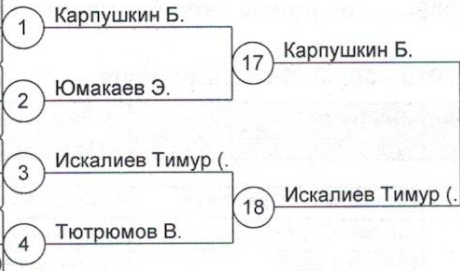 1 Карпушкин Б.
17 Карпушкин Б.
2 Юмакаев Э.
3 Искалиев Тимур (.
18 Искалиев Тимур (.
4 Тютрюмов В.